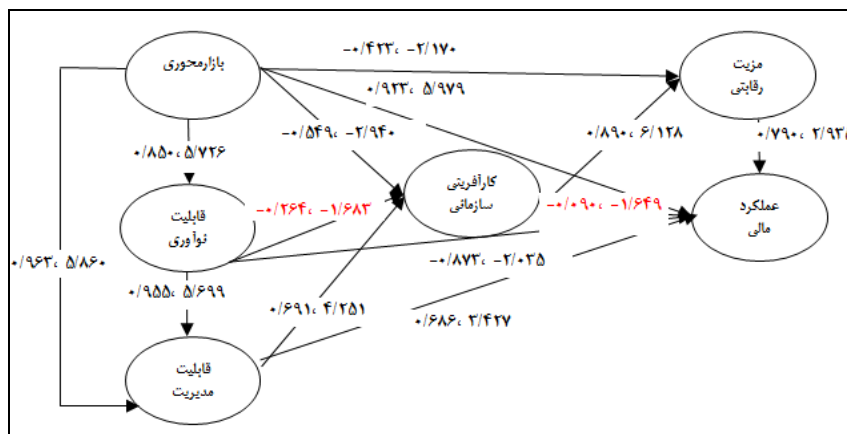 -۰/۴۲۳، -۲/۱۷۰
بازارمحوری
مزیت
رقابتی
۰/۹۲۳، ۵/۹۷۹
-۰/۵۴۹، -۲/۹۴۰
۰/۸۹۰، ۶/۱۲۸
۰/۷۹۰، ۲/۹۳۵
۰/۸۵۰، ۵/۷۲۶
کارآفرینی
سازمانی
-۰/۲۶۴، -۱/۶۸۳
-۰/۰۹۰، -۱/۶۴۹
قابلیت
نوآوری
عملکرد
مالی
۰/۹۶۳، ۵/۸۶۰
-۰/۸۷۳، -۲/۰۳۵
۰/۹۵۵، ۵/۶۹۹
۰/۶۹۱، ۴/۲۵۱
۰/۶۸۶، ۳/۴۲۷
قابلیت
مدیریت